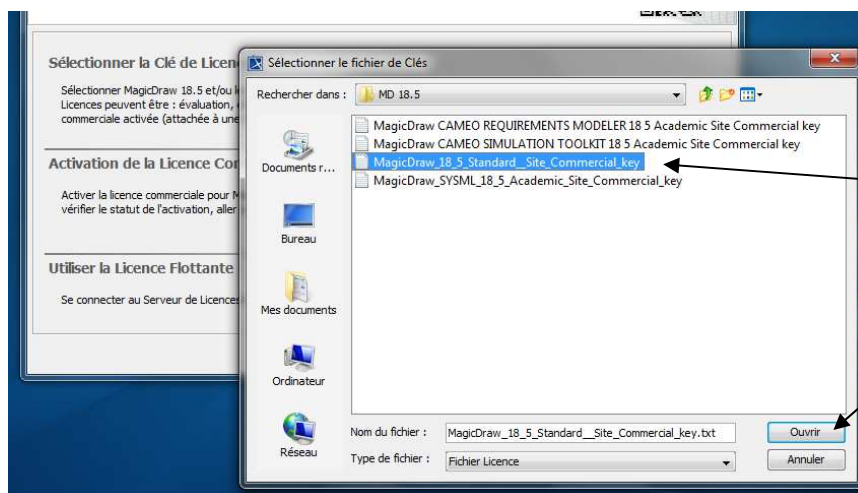 Sélectionner la Clé de Licen
Sélectionner MagicDraw 18.5 et/ou
Licences peuvent être : évaluation,
commerciale activée (attachée à une
Activation de la Licence Cor
Activer la licence commerciale pour
vérifier le statut de l'activation, aller
Utiliser la Licence Flottante
Se connecter au Serveur de Licences
Sélectionner le fichier de Clés
Rechercher dans : MD 18.5
MagicDraw CAMEO REQUIREMENTS MODELER 18 5 Academic Site Commercial key
MagicDraw CAMEO SIMULATION TOOLKIT 18 5 Academic Site Commercial key
MagicDraw_18_5_Standard__Site_Commercial_key
MagicDraw_SYSML_18_5_Academic_Site_Commercial_key
Documents r...
Bureau
Mes documents
Ordinateur
Réseau
Nom du fichier : MagicDraw_18_5_Standard__Site_Commercial_key.txt Ouvrir
Type de fichier : Fichier Licence Annuler